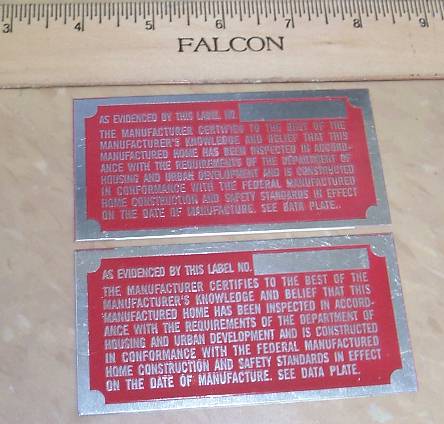 3 4 5 6 7 8 9
FALCON
AS EVIDENCED BY THIS LABEL NO.
THE MANUFACTURER CERTIFIES TO THE BEST OF THE
MANUFACTURER'S KNOWLEDGE AND BELIEF THAT THIS
MANUFACTURED HOME HAS BEEN INSPECTED IN ACCORD-
ANCE WITH THE REQUIREMENTS OF THE DEPARTMENT OF
HOUSING AND URBAN DEVELOPMENT AND IS CONSTRUCTED
IN CONFORMANCE WITH THE FEDERAL MANUFACTURED
HOME CONSTRUCTION AND SAFETY STANDARDS IN EFFECT
ON THE DATE OF MANUFACTURE. SEE DATA PLATE.
AS EVIDENCED BY THIS LABEL NO.
THE MANUFACTURER CERTIFIES TO THE BEST OF THE
MANUFACTURER'S KNOWLEDGE AND BELIEF THAT THIS
MANUFACTURED HOME HAS BEEN INSPECTED IN ACCORD-
ANCE WITH THE REQUIREMENTS OF THE DEPARTMENT OF
HOUSING AND URBAN DEVELOPMENT AND IS CONSTRUCTED
IN CONFORMANCE WITH THE FEDERAL MANUFACTURED
HOME CONSTRUCTION AND SAFETY STANDARDS IN EFFECT
ON THE DATE OF MANUFACTURE. SEE DATA PLATE.